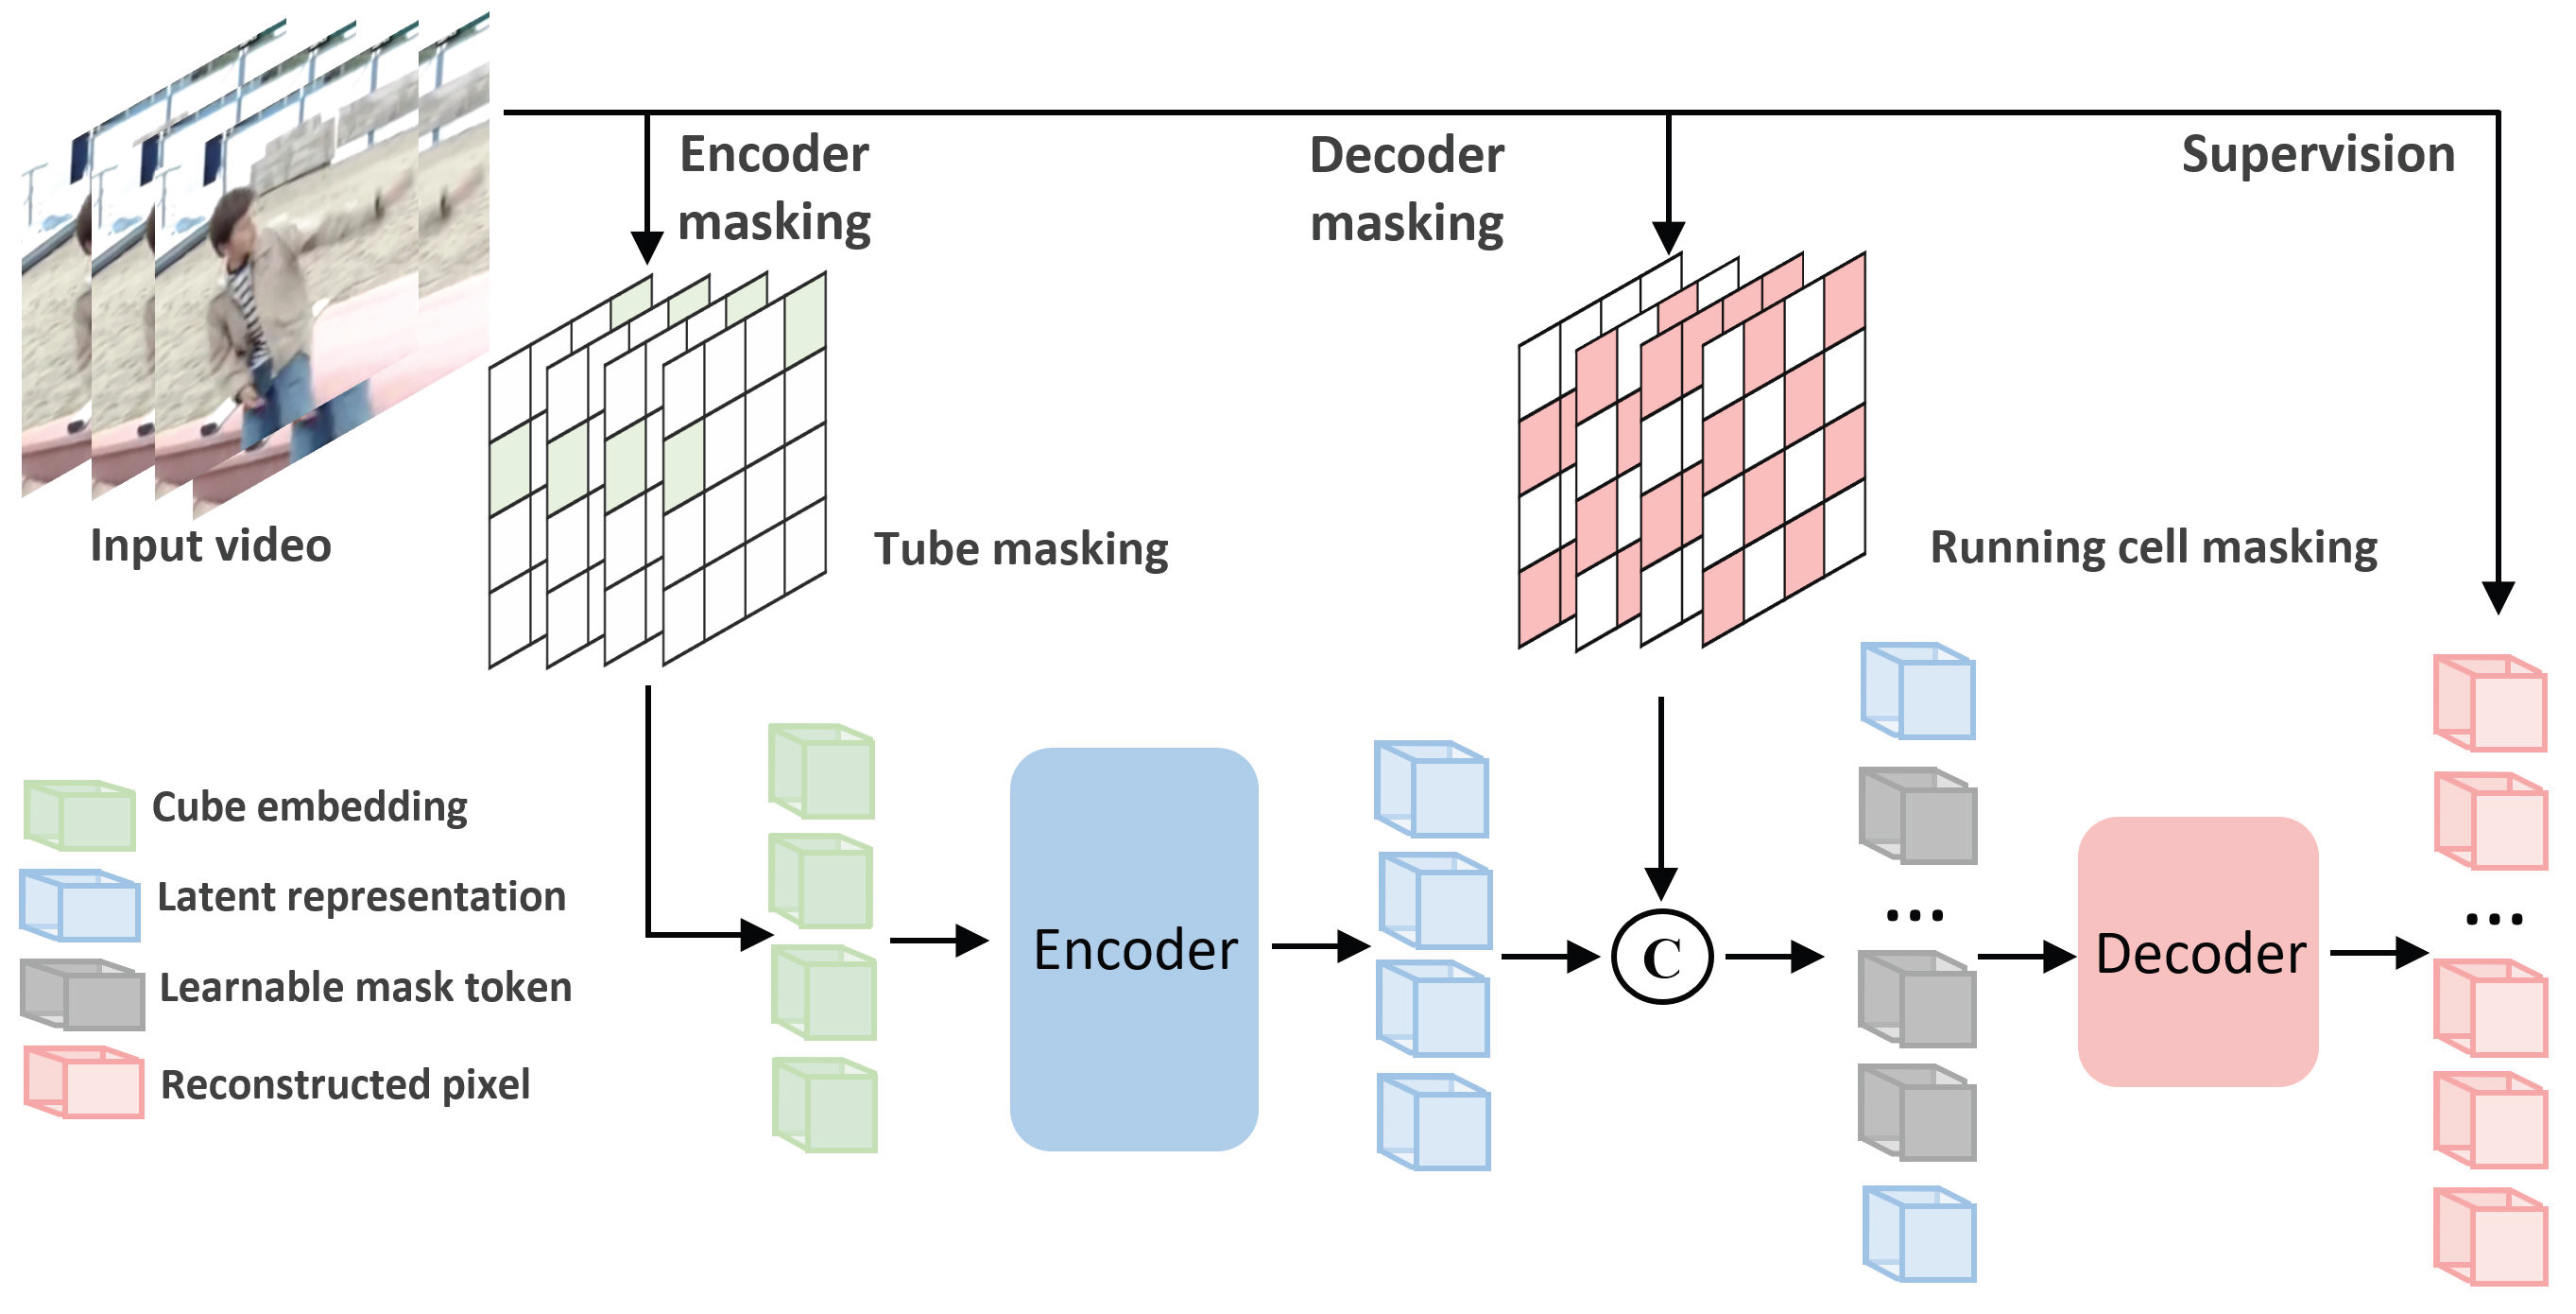 Encoder
masking
Decoder
masking
Supervision
Input video
Tube masking
Running cell masking
Cube embedding
Latent representation
Learnable mask token
Reconstructed pixel
Encoder
C
...
Decoder
...